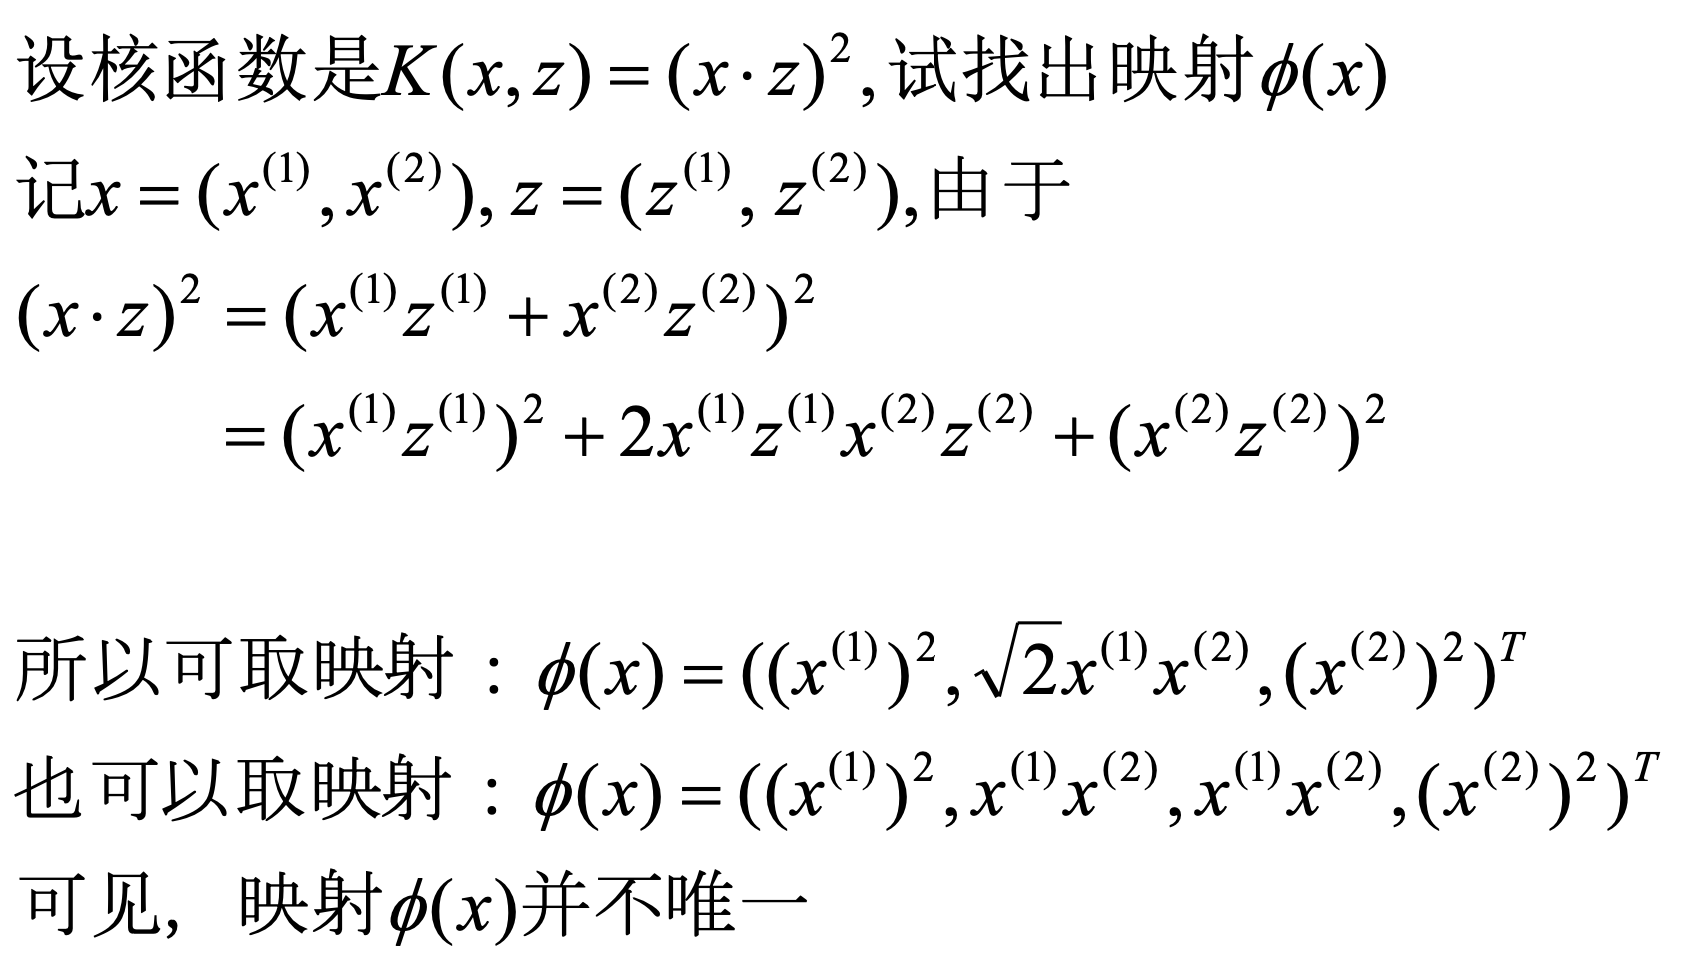 设核函数是K(x, z) = (x · z)², 试找出映射ϕ(x)
记x = (x⁽¹⁾, x⁽²⁾), z = (z⁽¹⁾, z⁽²⁾), 由于
(x · z)² = (x⁽¹⁾z⁽¹⁾ + x⁽²⁾z⁽²⁾)²
= (x⁽¹⁾z⁽¹⁾)² + 2x⁽¹⁾z⁽¹⁾x⁽²⁾z⁽²⁾ + (x⁽²⁾z⁽²⁾)²
所以可取映射：ϕ(x) = ((x⁽¹⁾)², √2x⁽¹⁾x⁽²⁾, (x⁽²⁾)²)ᵀ
也可以取映射：ϕ(x) = ((x⁽¹⁾)², x⁽¹⁾x⁽²⁾, x⁽¹⁾x⁽²⁾, (x⁽²⁾)²)ᵀ
可见，映射ϕ(x)并不唯一